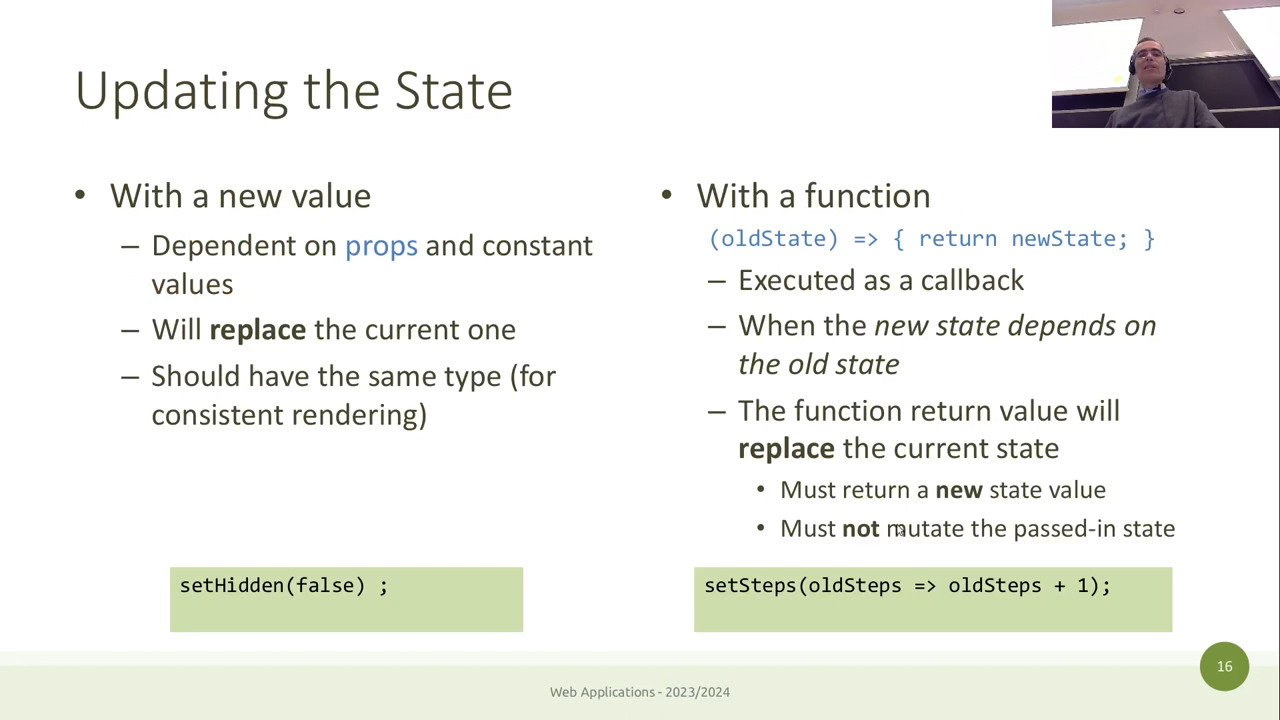 Updating the State
• With a new value
– Dependent on props and constant
values
– Will replace the current one
– Should have the same type (for
consistent rendering)
setHidden(false) ;
• With a function
(oldState) => { return newState; }
– Executed as a callback
– When the new state depends on
the old state
– The function return value will
replace the current state
• Must return a new state value
• Must not mutate the passed-in state
setSteps(oldSteps => oldSteps + 1);
Web Applications - 2023/2024
16